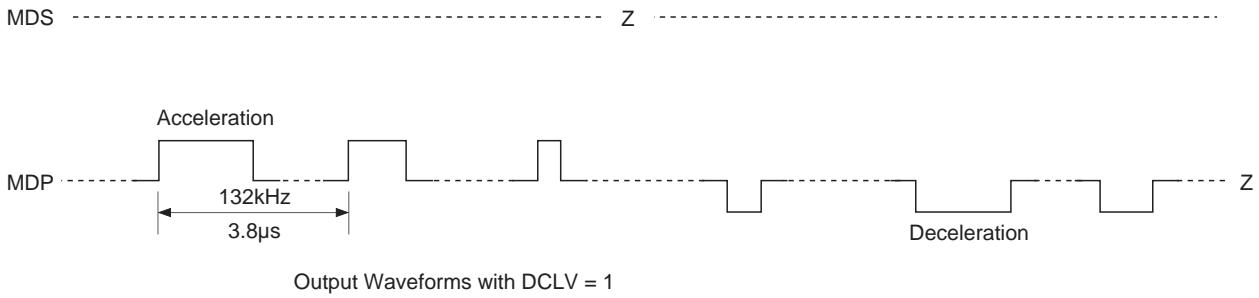 MDS Z
Acceleration
MDP Z
132kHz
3.8µs
Deceleration
Output Waveforms with DCLV = 1